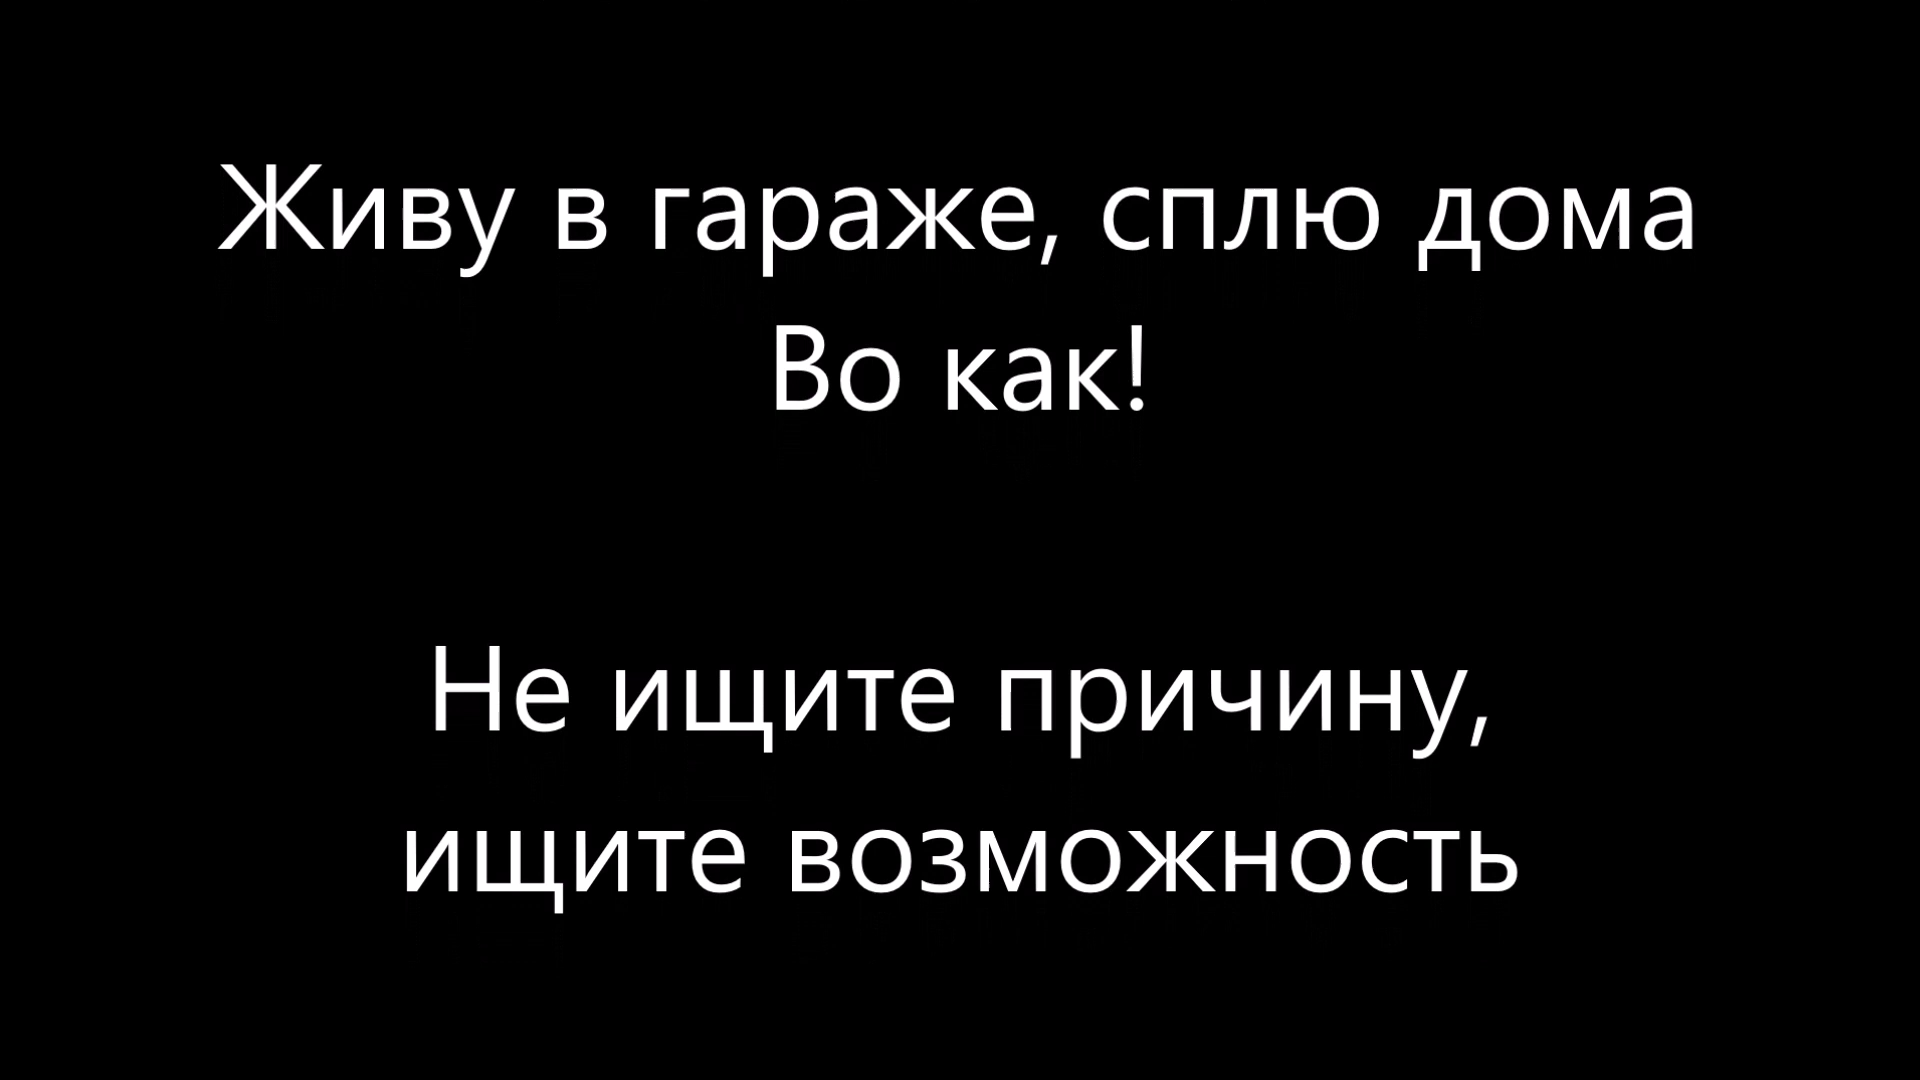 Живу в гараже, сплю дома
Во как!
Не ищите причину,
ищите возможность